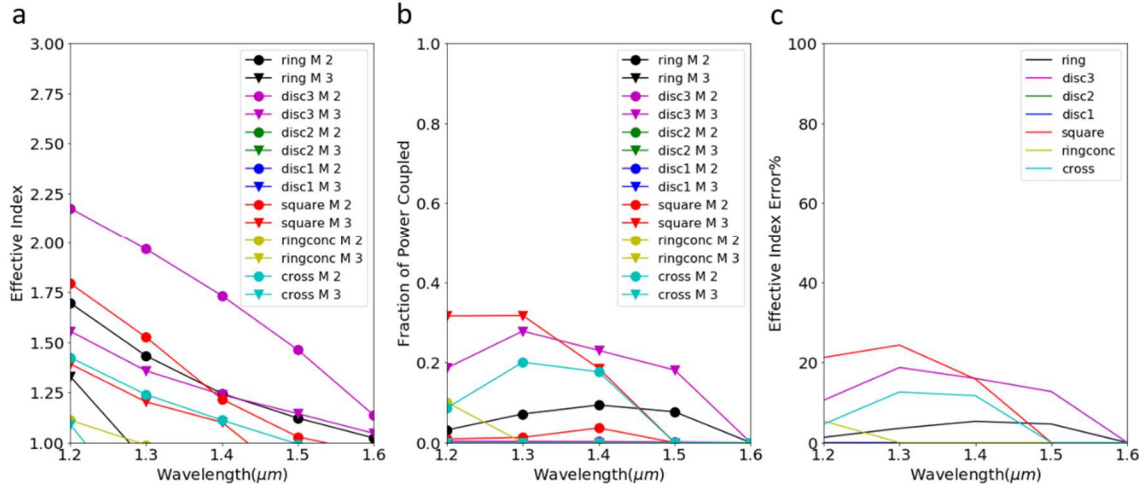 a
3.00
2.75
2.50
2.25
2.00
1.75
1.50
1.25
1.00
Effective Index
1.2 1.3 1.4 1.5 1.6
Wavelength(μm)
ring M 2
ring M 3
disc3 M 2
disc3 M 3
disc2 M 2
disc2 M 3
disc1 M 2
disc1 M 3
square M 2
square M 3
ringconc M 2
ringconc M 3
cross M 2
cross M 3
b
1.0
0.8
0.6
0.4
0.2
0.0
Fraction of Power Coupled
1.2 1.3 1.4 1.5 1.6
Wavelength(μm)
ring M 2
ring M 3
disc3 M 2
disc3 M 3
disc2 M 2
disc2 M 3
disc1 M 2
disc1 M 3
square M 2
square M 3
ringconc M 2
ringconc M 3
cross M 2
cross M 3
c
100
80
60
40
20
0
Effective Index Error%
1.2 1.3 1.4 1.5 1.6
Wavelength(μm)
ring
disc3
disc2
disc1
square
ringconc
cross